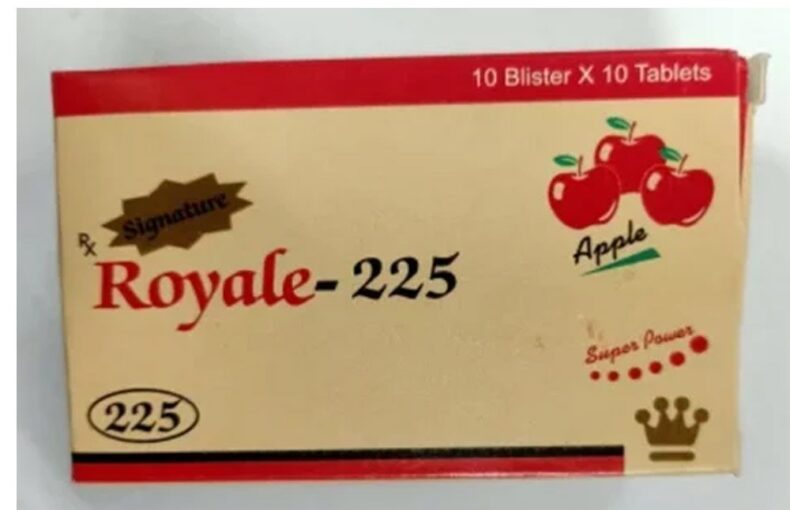 10 Blister X 10 Tablets
Signature
Rx
Royale-225
Apple
Super Power
225